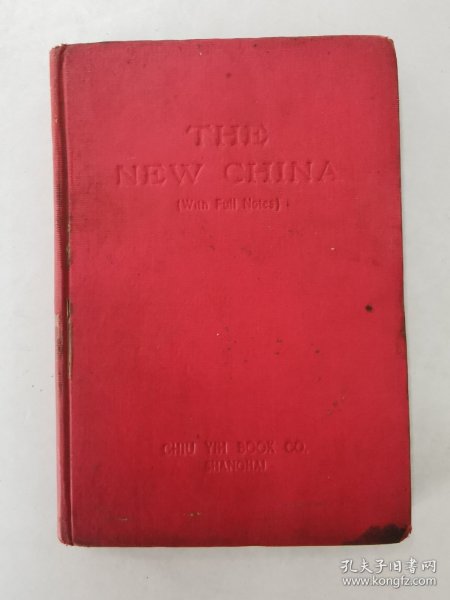 THE
NEW CHINA
(With Full Notes)
CHIU YIH BOOK CO.
SHANGHAI
孔夫子旧书网
www.kongfz.com